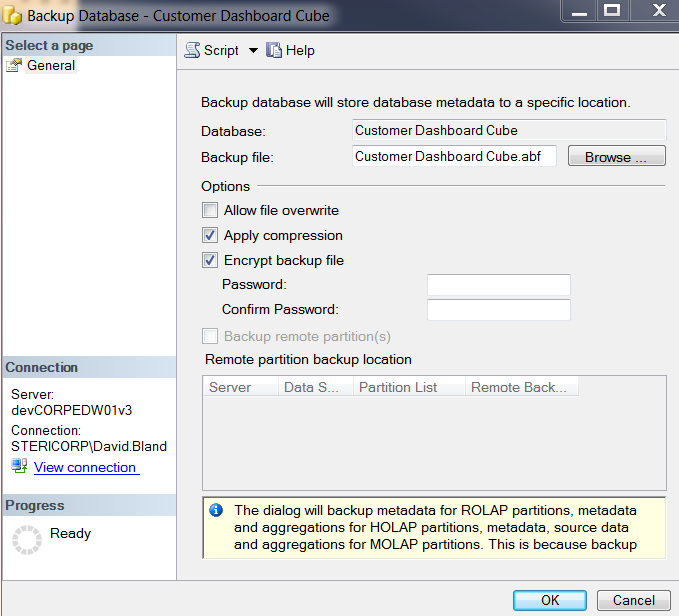 Backup Database - Customer Dashboard Cube
Select a page
General
Script
Help
Backup database will store database metadata to a specific location.
Database:
Customer Dashboard Cube
Backup file:
Customer Dashboard Cube.abf
Browse ...
Options
Allow file overwrite
Apply compression
Encrypt backup file
Password:
Confirm Password:
Backup remote partition(s)
Remote partition backup location
Server
Data S...
Partition List
Remote Back...
Connection
Server:
devCORPEDW01v3
Connection:
STERICORP\David.Bland
View connection
Progress
Ready
The dialog will backup metadata for ROLAP partitions, metadata
and aggregations for HOLAP partitions, metadata, source data
and aggregations for MOLAP partitions. This is because backup
OK
Cancel